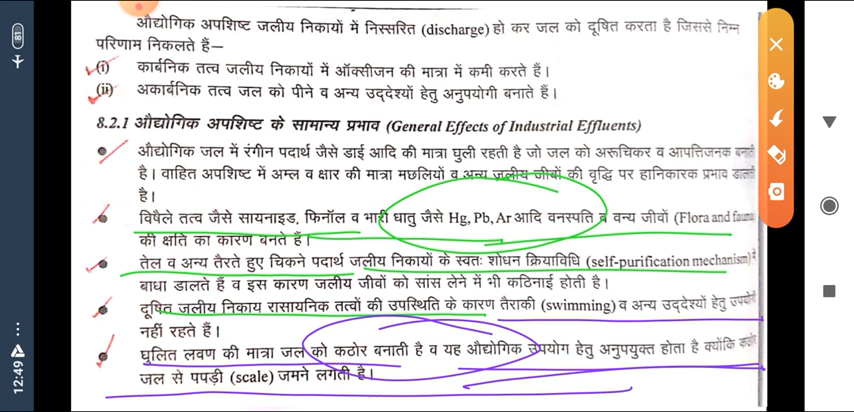 औद्योगिक अपशिष्ट जलीय निकायों में निस्सरित (discharge) हो कर जल को दूषित करता है जिससे निम्न
परिणाम निकलते हैं—
(i) कार्बनिक तत्व जलीय निकायों में ऑक्सीजन की मात्रा में कमी करते हैं।
(ii) अकार्बनिक तत्व जल को पीने व अन्य उद्देश्यों हेतु अनुपयोगी बनाते हैं।
8.2.1 औद्योगिक अपशिष्ट के सामान्य प्रभाव (General Effects of Industrial Effluents)
औद्योगिक जल में रंगीन पदार्थ जैसे डाई आदि की मात्रा घुली रहती है जो जल को अरूचिकर व आपत्तिजनक बनाती
है। वाहित अपशिष्ट में अम्ल व क्षार की मात्रा मछलियों व अन्य जलीय जीवों की वृद्धि पर हानिकारक प्रभाव डालती
है।
विषैले तत्व जैसे सायनाइड, फिनॉल व भारी धातु जैसे Hg, Pb, Ar आदि वनस्पति व वन्य जीवों (Flora and fauna)
की क्षति का कारण बनते हैं।
तेल व अन्य तैरते हुए चिकने पदार्थ जलीय निकायों के स्वतः शोधन क्रियाविधि (self-purification mechanism) में
बाधा डालते हैं व इस कारण जलीय जीवों को सांस लेने में भी कठिनाई होती है।
दूषित जलीय निकाय रासायनिक तत्वों की उपस्थिति के कारण तैराकी (swimming) व अन्य उद्देश्यों हेतु उपयोगी
नहीं रहते हैं।
घुलित लवण की मात्रा जल को कठोर बनाती है व यह औद्योगिक उपयोग हेतु अनुपयुक्त होता है क्योंकि कठोर
जल से पपड़ी (scale) जमने लगती है।
12:49
81